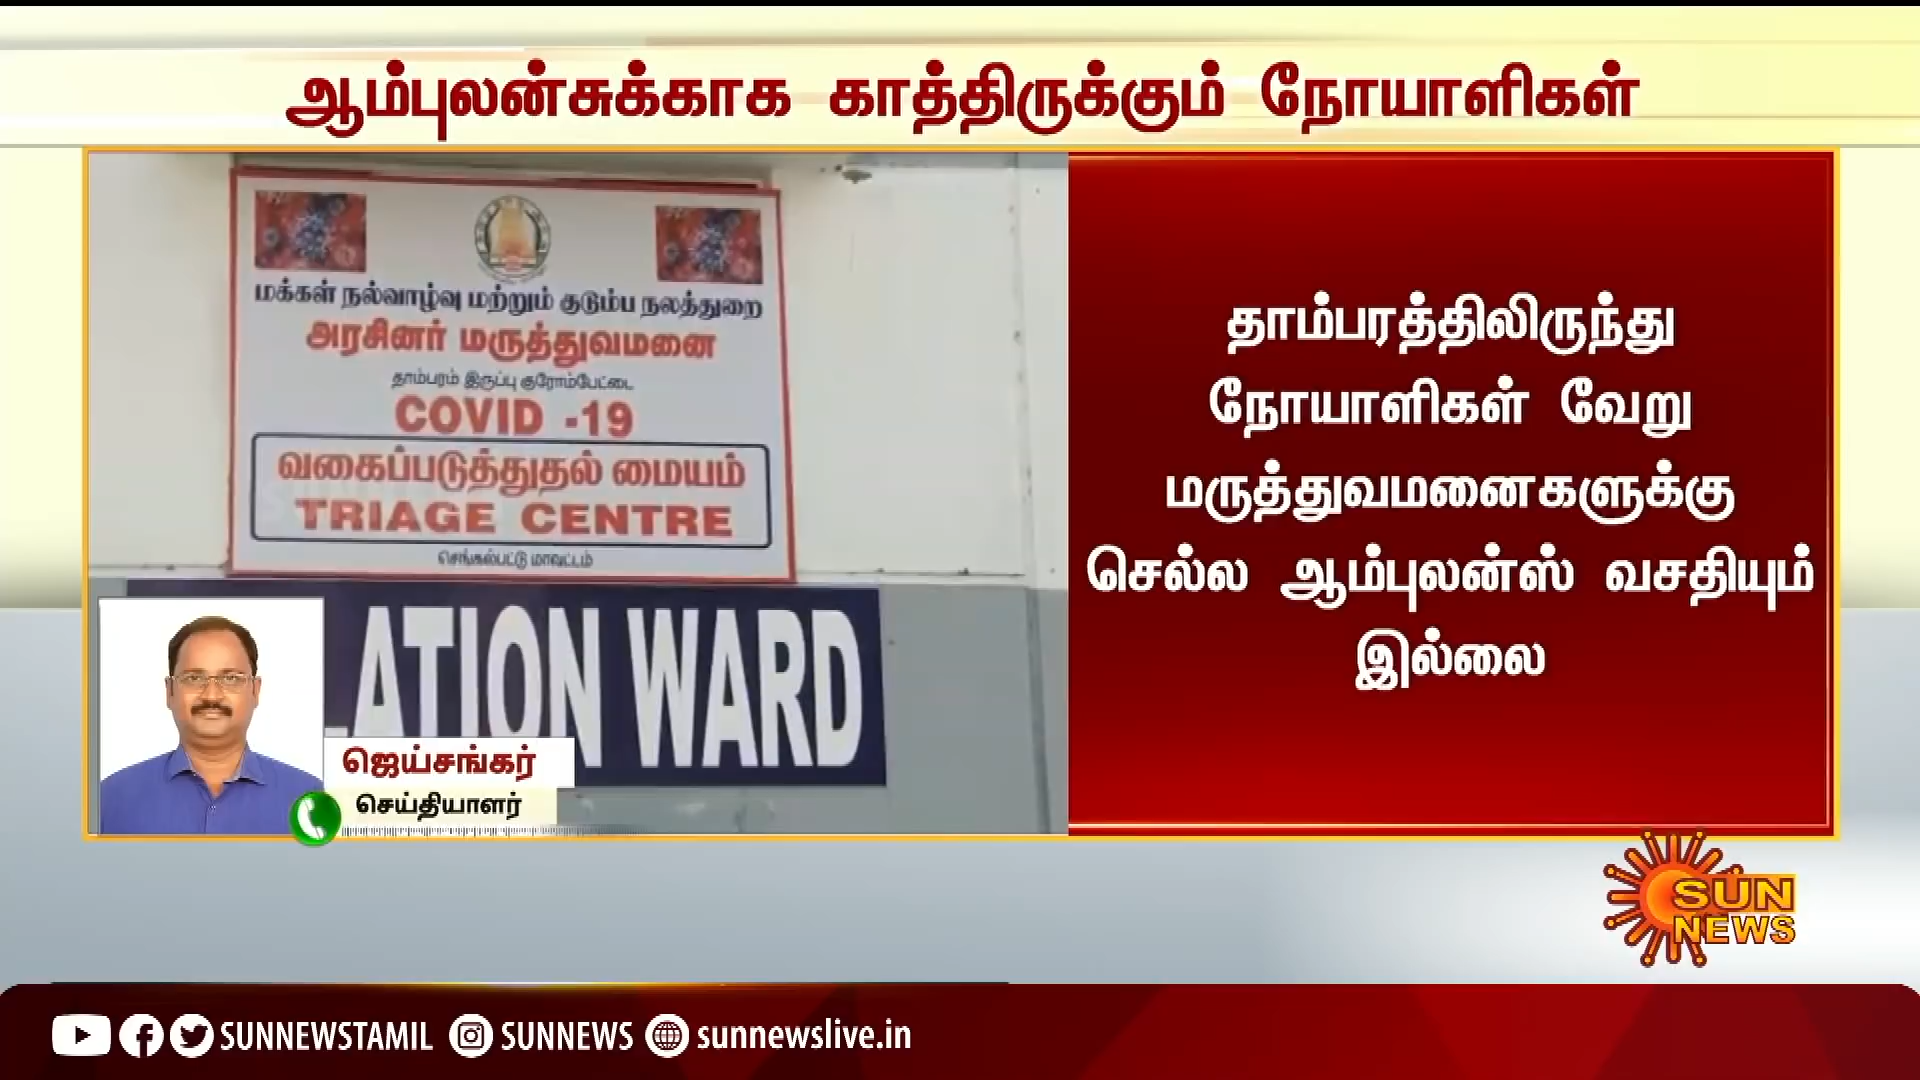 ஆம்புலன்சுக்காக காத்திருக்கும் நோயாளிகள்
மக்கள் நல்வாழ்வு மற்றும் குடும்ப நலத்துறை
அரசினர் மருத்துவமனை
தாம்பரம் இருப்பு குரோம்பேட்டை
COVID -19
வகைப்படுத்துதல் மையம்
TRIAGE CENTRE
செங்கல்பட்டு மாவட்டம்
LATION WARD
ஜெய்சங்கர்
செய்தியாளர்
தாம்பரத்திலிருந்து
நோயாளிகள் வேறு
மருத்துவமனைகளுக்கு
செல்ல ஆம்புலன்ஸ் வசதியும்
இல்லை
SUN
NEWS
SUNNEWSTAMIL SUNNEWS sunnewslive.in